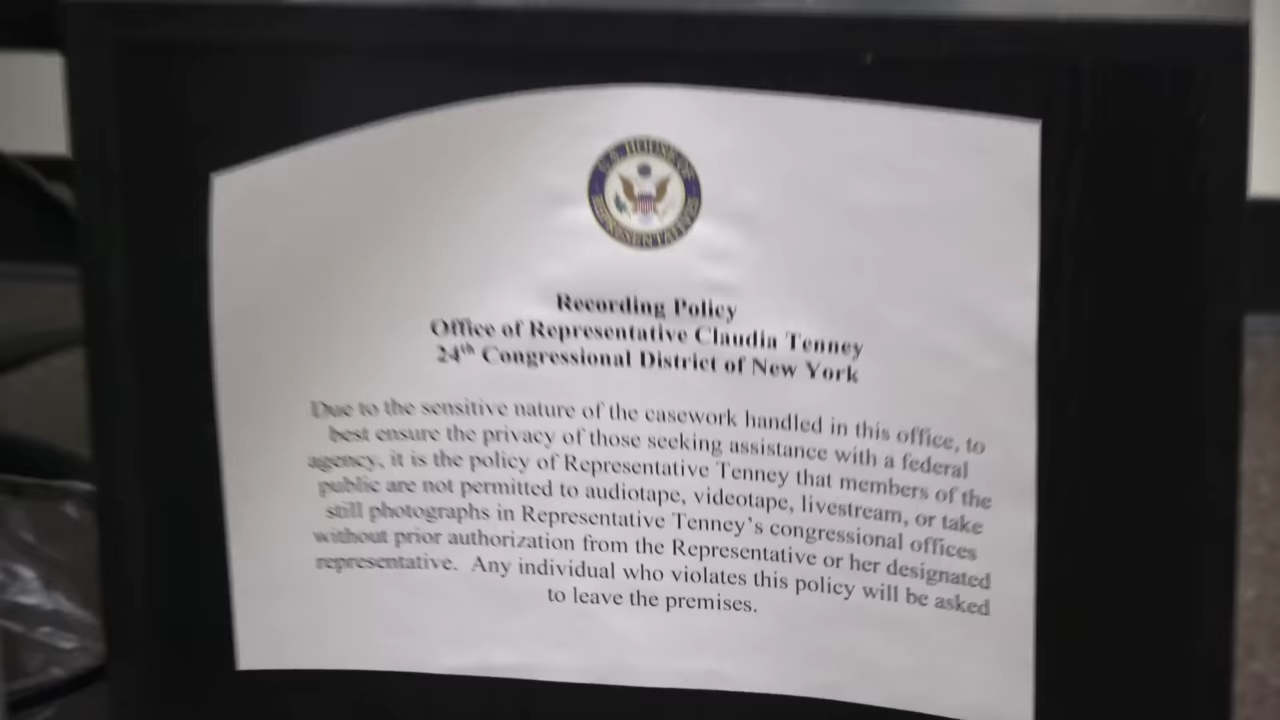 U.S. HOUSE OF
REPRESENTATIVES
Recording Policy
Office of Representative Claudia Tenney
24th Congressional District of New York
Due to the sensitive nature of the casework handled in this office, to
best ensure the privacy of those seeking assistance with a federal
agency, it is the policy of Representative Tenney that members of the
public are not permitted to audiotape, videotape, livestream, or take
still photographs in Representative Tenney's congressional offices
without prior authorization from the Representative or her designated
representative. Any individual who violates this policy will be asked
to leave the premises.